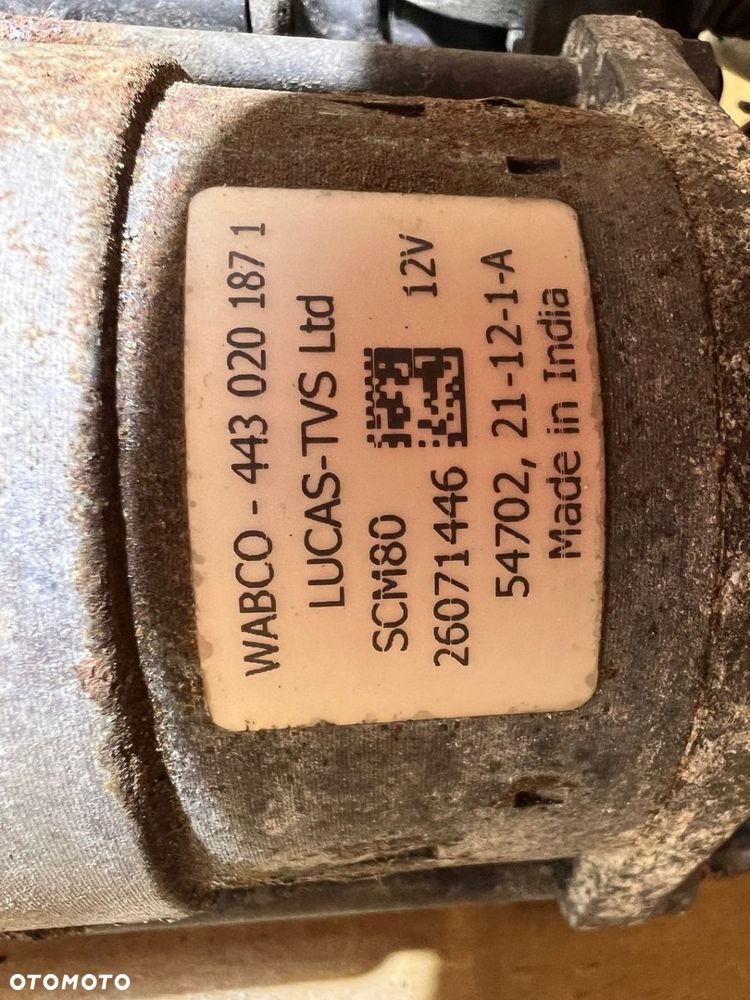 WABCO - 443 020 187 1
LUCAS-TVS Ltd
SCM80 12V
26071446
54702, 21-12-1-A
Made in India
OTOMOTO